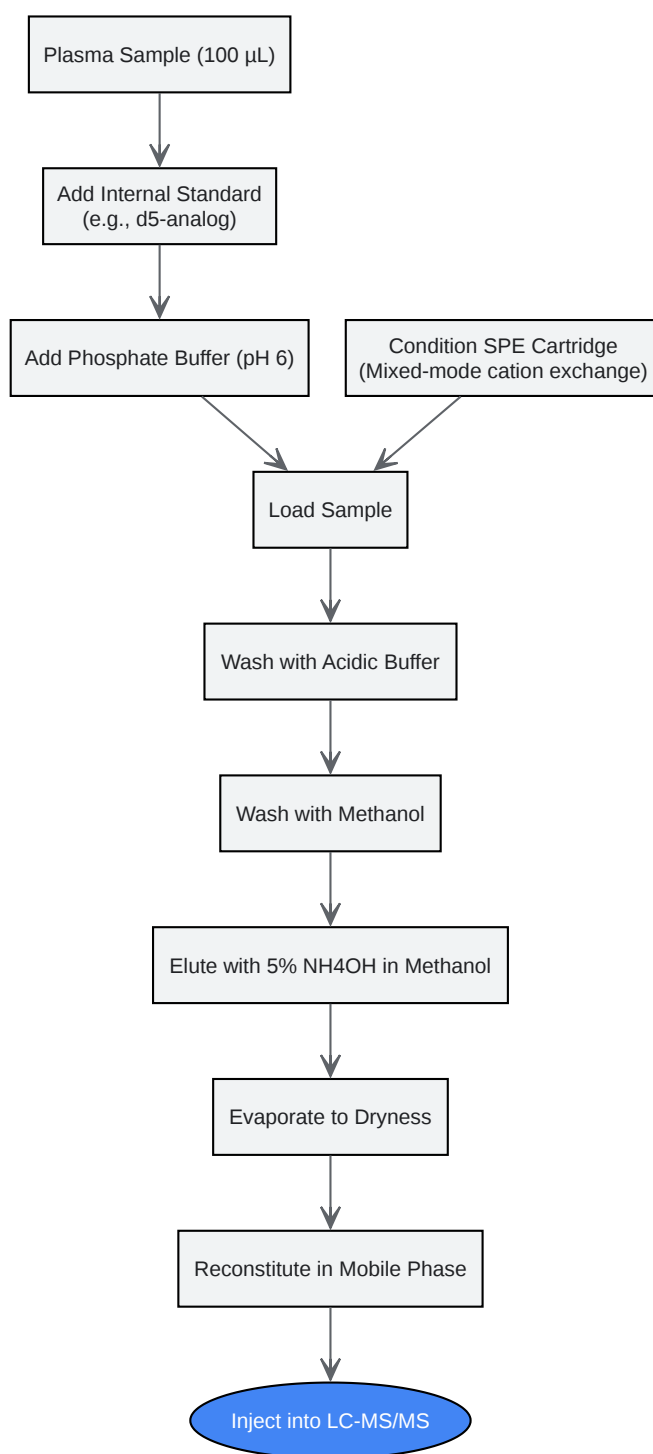 Plasma Sample (100 µL)
Add Internal Standard
(e.g., d5-analog)
Add Phosphate Buffer (pH 6)
Condition SPE Cartridge
(Mixed-mode cation exchange)
Load Sample
Wash with Acidic Buffer
Wash with Methanol
Elute with 5% NH4OH in Methanol
Evaporate to Dryness
Reconstitute in Mobile Phase
Inject into LC-MS/MS